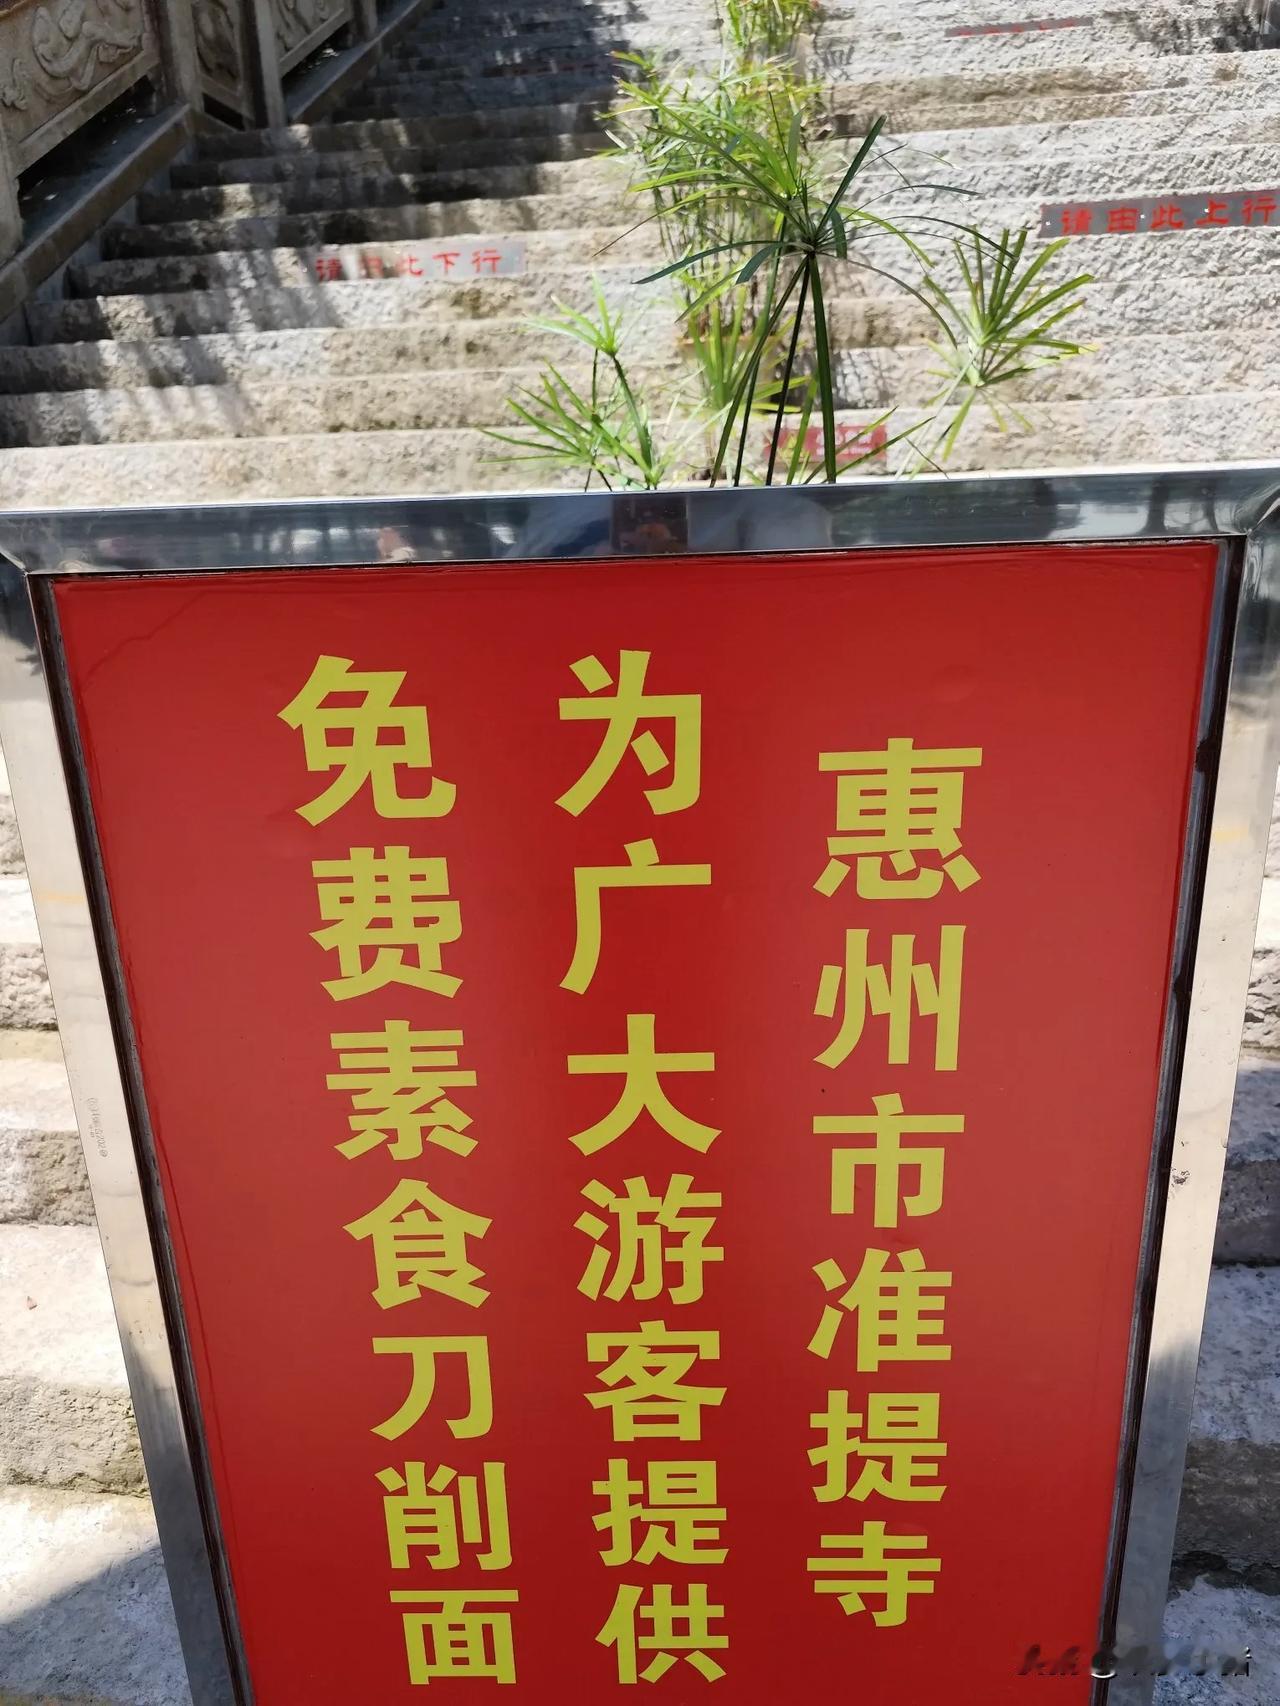 请由此上行
请由此下行
惠州市准提寺
为广大游客提供
免费素食刀削面